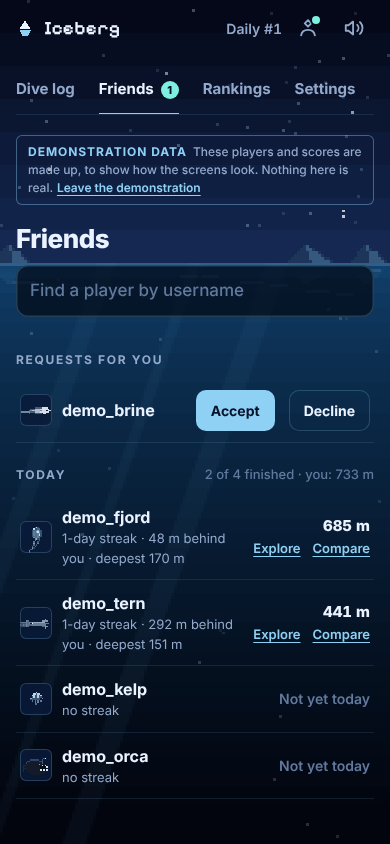 Iceberg
Daily #1
Dive log
Friends 1
Rankings
Settings
DEMONSTRATION DATA These players and scores are
made up, to show how the screens look. Nothing here is
real. Leave the demonstration
Friends
Find a player by username
REQUESTS FOR YOU
demo_brine
Accept
Decline
TODAY
2 of 4 finished · you: 733 m
demo_fjord
1-day streak · 48 m behind
you · deepest 170 m
685 m
Explore Compare
demo_tern
1-day streak · 292 m behind
you · deepest 151 m
441 m
Explore Compare
demo_kelp
no streak
Not yet today
demo_orca
no streak
Not yet today